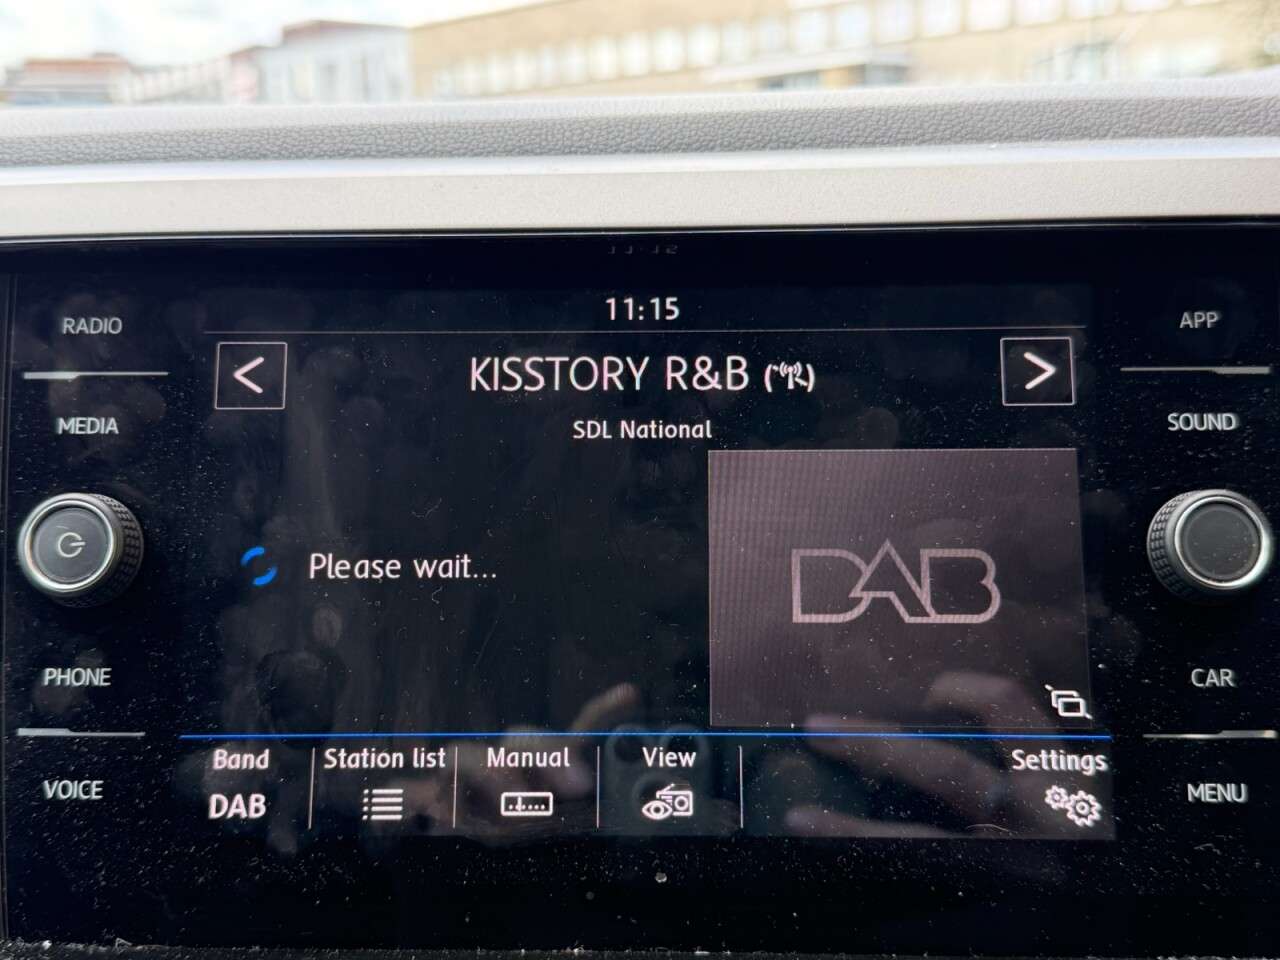 11:15
RADIO
APP
<
KISSTORY R&B
>
SDL National
MEDIA
SOUND
Please wait...
DAB
PHONE
CAR
Band
Station list
Manual
View
Settings
DAB
VOICE
MENU